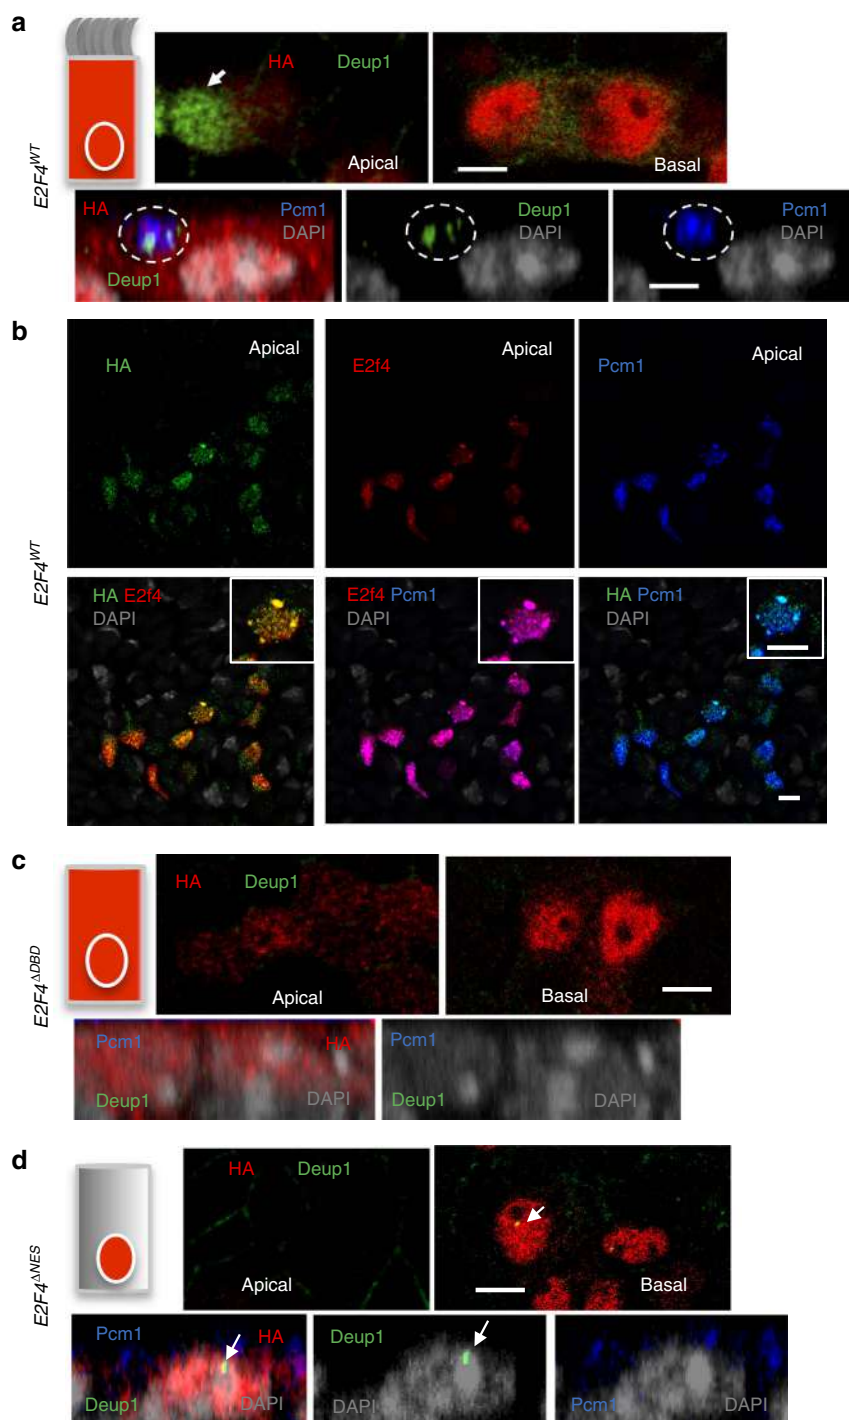 a
E2F4WT
HA Deup1
Apical
Basal
HA Pcm1
DAPI
Deup1
Deup1
DAPI
Pcm1
DAPI
b
E2F4WT
HA
Apical
E2f4
Apical
Pcm1
Apical
HA E2f4
DAPI
E2f4 Pcm1
DAPI
HA Pcm1
DAPI
c
E2F4ΔDBD
HA Deup1
Apical
Basal
Pcm1 HA
Deup1 DAPI
Pcm1
Deup1 DAPI
d
E2F4ΔNES
HA Deup1
Apical
Basal
Pcm1 HA
Deup1 DAPI
Deup1
DAPI
Pcm1 DAPI